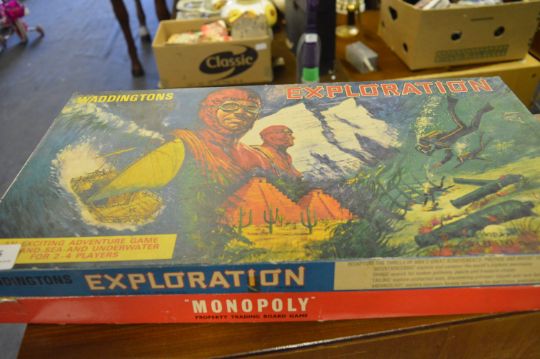 Classic
WADDINGTONS
EXPLORATION
EXCITING ADVENTURE GAME
AND SEA-AND UNDERWATER
FOR 2-4 PLAYERS
DINGTONS EXPLORATION
"MONOPOLY"
PROPERTY TRADING BOARD GAME